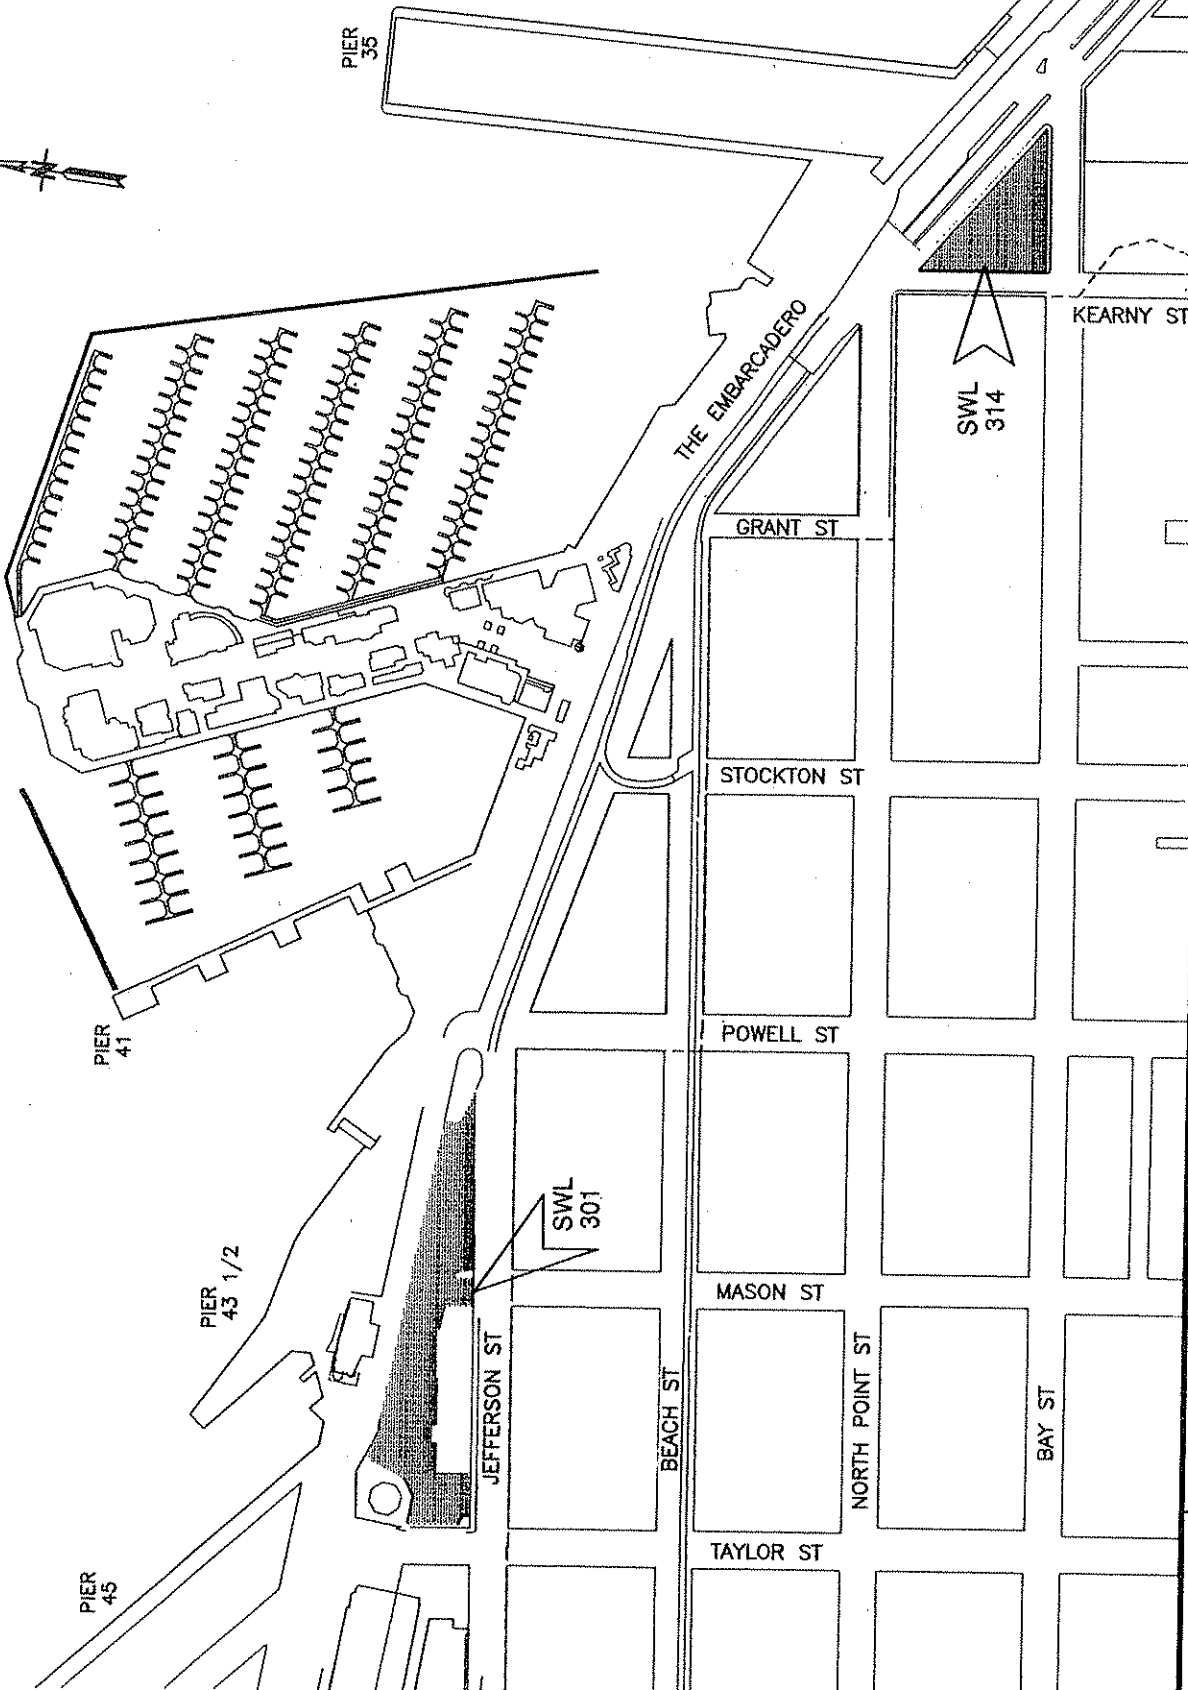 PIER
35
N
THE EMBARCADERO
KEARNY ST
SWL
314
GRANT ST
STOCKTON ST
PIER
41
POWELL ST
SWL
301
PIER
43 1/2
MASON ST
JEFFERSON ST
BEACH ST
NORTH POINT ST
BAY ST
TAYLOR ST
PIER
45